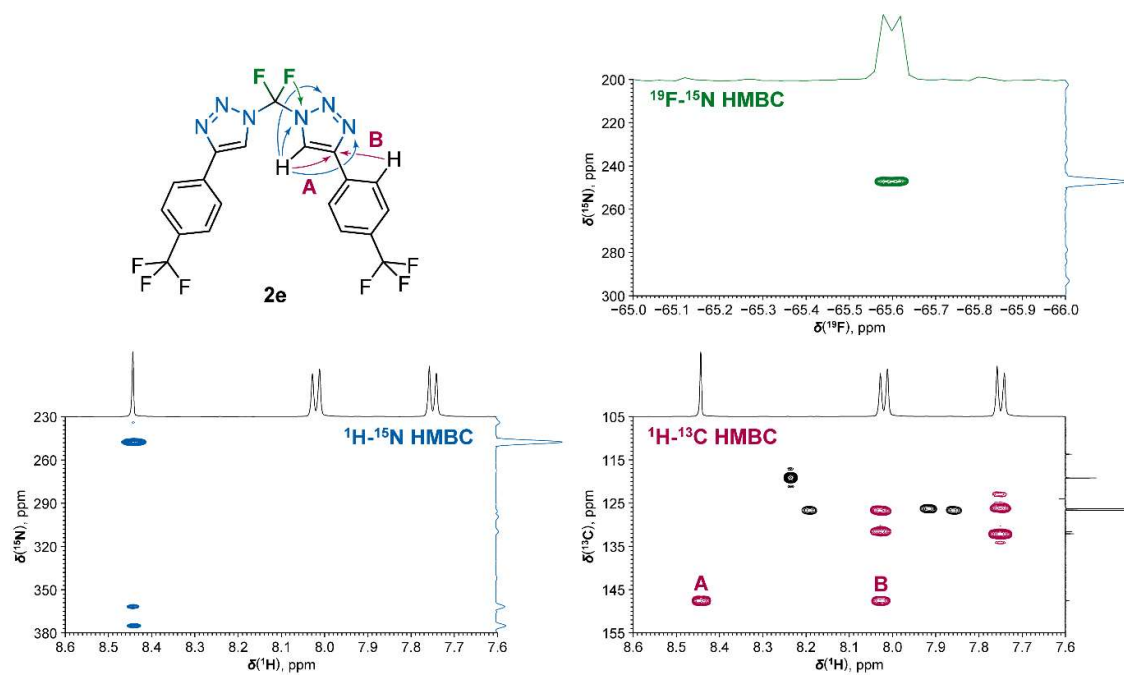 F F
N N N N N N
H H
A B
F F F F F F
2e
¹⁹F-¹⁵N HMBC
200
220
240
260
280
300
δ(¹⁵N), ppm
−65.0 −65.1 −65.2 −65.3 −65.4 −65.5 −65.6 −65.7 −65.8 −65.9 −66.0
δ(¹⁹F), ppm
¹H-¹⁵N HMBC
230
260
290
320
350
380
δ(¹⁵N), ppm
8.6 8.5 8.4 8.3 8.2 8.1 8.0 7.9 7.8 7.7 7.6
δ(¹H), ppm
¹H-¹³C HMBC
105
115
125
135
145
155
δ(¹³C), ppm
A B
8.6 8.5 8.4 8.3 8.2 8.1 8.0 7.9 7.8 7.7 7.6
δ(¹H), ppm